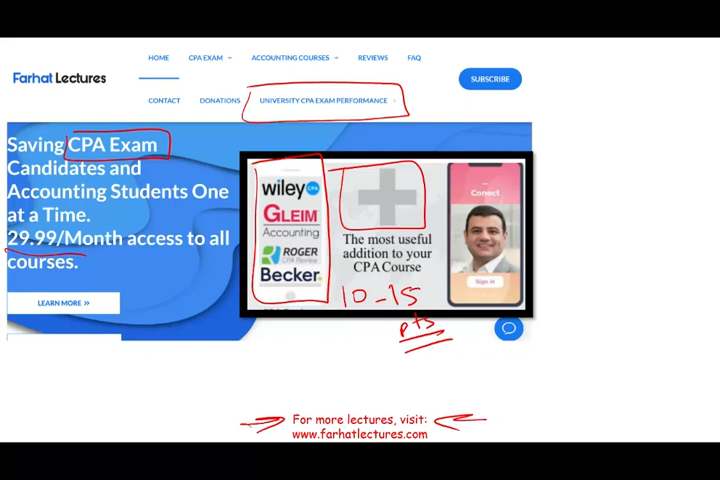 HOME
CPA EXAM
ACCOUNTING COURSES
REVIEWS
FAQ
Farhat Lectures
SUBSCRIBE
CONTACT
DONATIONS
UNIVERSITY CPA EXAM PERFORMANCE
Saving CPA Exam
Candidates and
Accounting Students One
at a Time.
29.99/Month access to all
courses.
LEARN MORE »
wiley CPA
GLEIM
Accounting
ROGER
CPA Review
Becker.
The most useful
addition to your
CPA Course
Conect
Sign in
10-15
pts
For more lectures, visit:
www.farhatlectures.com